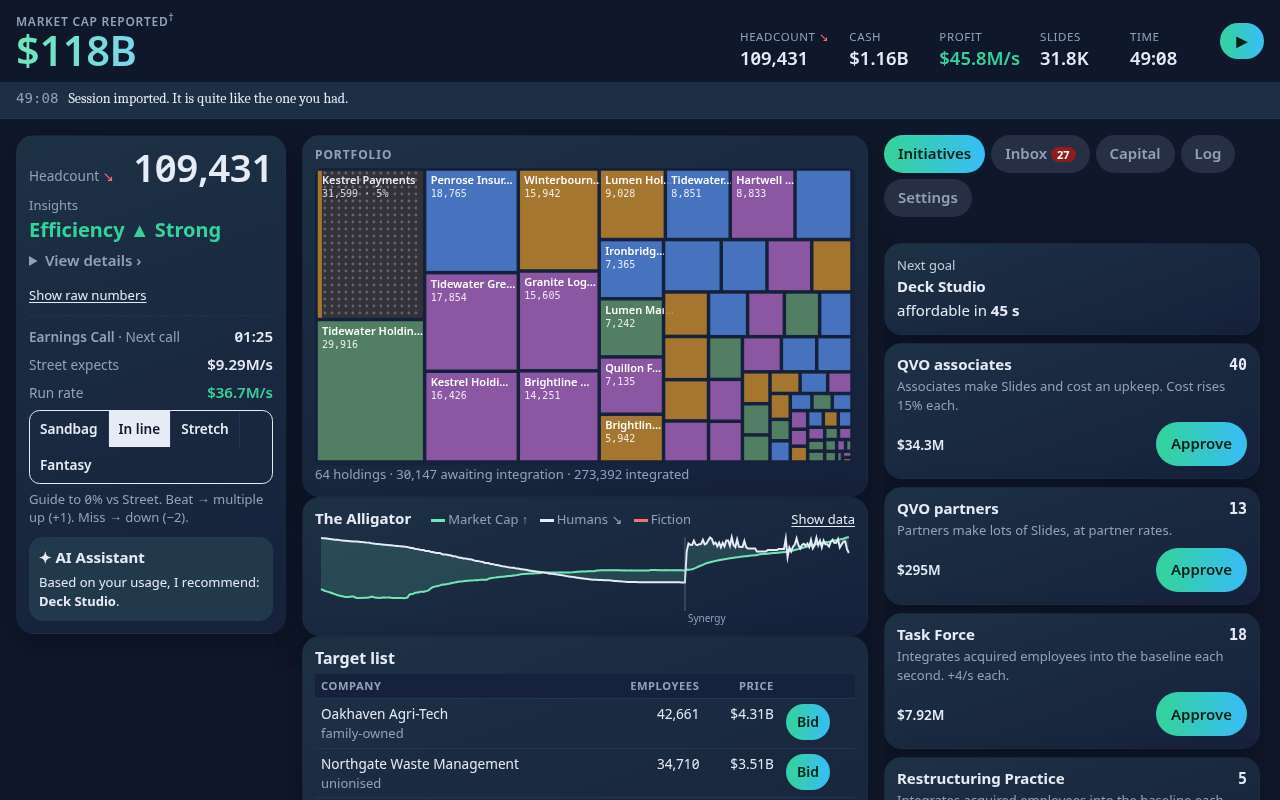 MARKET CAP REPORTED†
$118B
HEADCOUNT ↘
109,431
CASH
$1.16B
PROFIT
$45.8M/s
SLIDES
31.8K
TIME
49:08
49:08 Session imported. It is quite like the one you had.
Headcount ↘ 109,431
Insights
Efficiency ▲ Strong
▶ View details ›
Show raw numbers
Earnings Call · Next call 01:25
Street expects $9.29M/s
Run rate $36.7M/s
Sandbag In line Stretch
Fantasy
Guide to 0% vs Street. Beat → multiple
up (+1). Miss → down (−2).
✦ AI Assistant
Based on your usage, I recommend:
Deck Studio.
PORTFOLIO
Kestrel Payments
31,599 · 5%
Tidewater Holdin...
29,916
Penrose Insur...
18,765
Tidewater Gre...
17,854
Kestrel Holdi...
16,426
Winterbourn...
15,942
Granite Log...
15,605
Brightline ...
14,251
Lumen Hol...
9,028
Tidewater...
8,851
Hartwell ...
8,833
Ironbridg...
7,365
Lumen Mar...
7,242
Quillon F...
7,135
Brightlin...
5,942
64 holdings · 30,147 awaiting integration · 273,392 integrated
The Alligator Market Cap ↑ Humans ↘ Fiction Show data
Synergy
Target list
COMPANY EMPLOYEES PRICE
Oakhaven Agri-Tech 42,661 $4.31B Bid
family-owned
Northgate Waste Management 34,710 $3.51B Bid
unionised
Initiatives Inbox 27 Capital Log
Settings
Next goal
Deck Studio
affordable in 45 s
QVO associates 40
Associates make Slides and cost an upkeep. Cost rises
15% each.
$34.3M Approve
QVO partners 13
Partners make lots of Slides, at partner rates.
$295M Approve
Task Force 18
Integrates acquired employees into the baseline each
second. +4/s each.
$7.92M Approve
Restructuring Practice 5
Integrates acquired employees into the baseline each